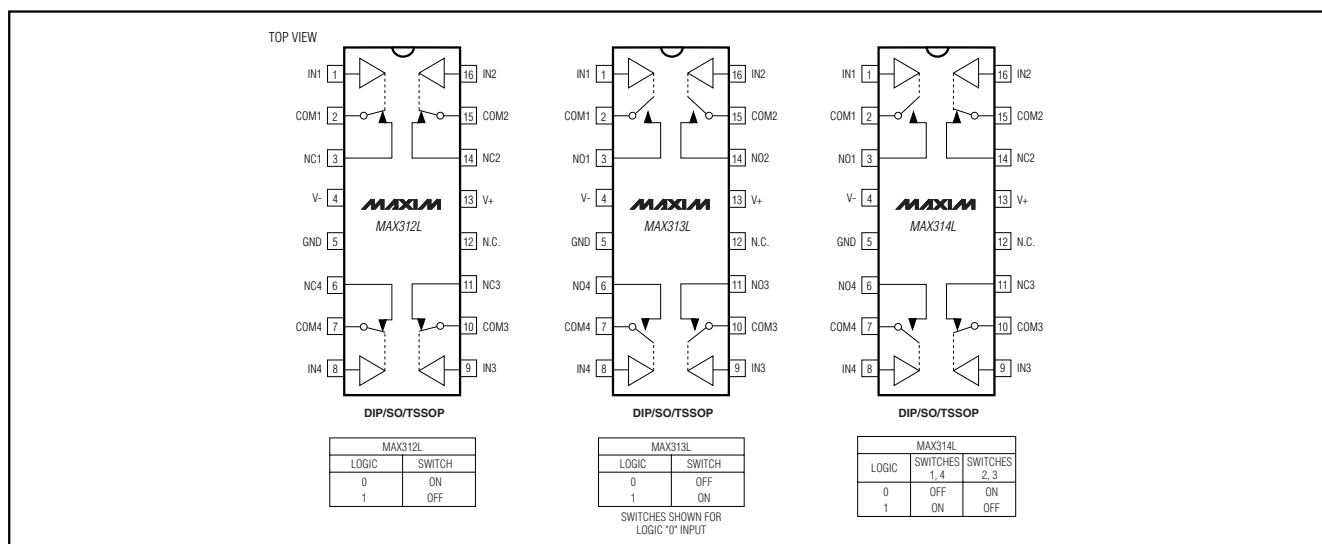 TOP VIEW
IN1 1 16 IN2
COM1 2 15 COM2
NC1 3 14 NC2
V- 4 13 V+
GND 5 12 N.C.
NC4 6 11 NC3
COM4 7 10 COM3
IN4 8 9 IN3
MAXIM
MAX312L
DIP/SO/TSSOP
MAX312L
LOGIC SWITCH
0 ON
1 OFF
IN1 1 16 IN2
COM1 2 15 COM2
NO1 3 14 NO2
V- 4 13 V+
GND 5 12 N.C.
NO4 6 11 NO3
COM4 7 10 COM3
IN4 8 9 IN3
MAXIM
MAX313L
DIP/SO/TSSOP
MAX313L
LOGIC SWITCH
0 OFF
1 ON
SWITCHES SHOWN FOR
LOGIC "0" INPUT
IN1 1 16 IN2
COM1 2 15 COM2
NO1 3 14 NC2
V- 4 13 V+
GND 5 12 N.C.
NO4 6 11 NC3
COM4 7 10 COM3
IN4 8 9 IN3
MAXIM
MAX314L
DIP/SO/TSSOP
MAX314L
LOGIC SWITCHES 1, 4 SWITCHES 2, 3
0 OFF ON
1 ON OFF